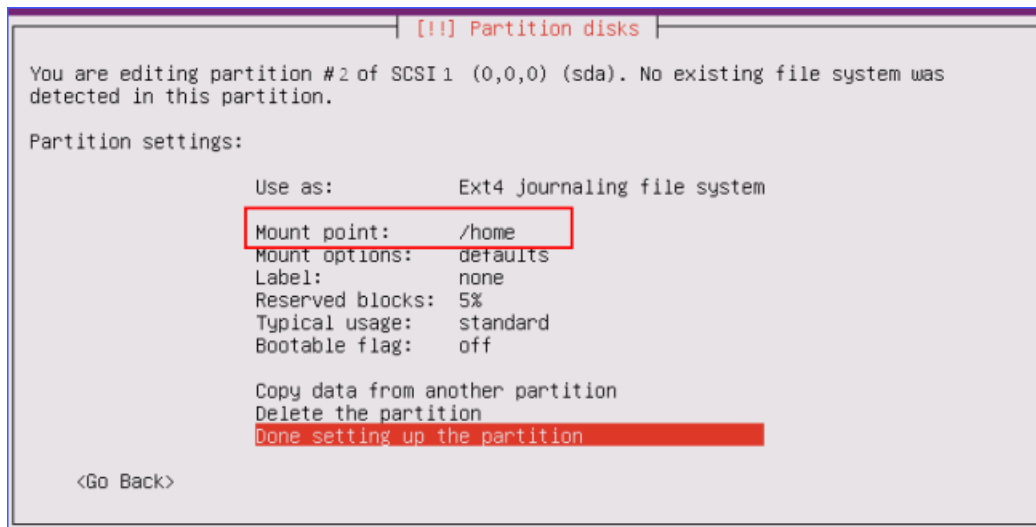 [!!] Partition disks
You are editing partition #2 of SCSI1 (0,0,0) (sda). No existing file system was
detected in this partition.
Partition settings:
Use as: Ext4 journaling file system
Mount point: /home
Mount options: defaults
Label: none
Reserved blocks: 5%
Typical usage: standard
Bootable flag: off
Copy data from another partition
Delete the partition
Done setting up the partition
<Go Back>